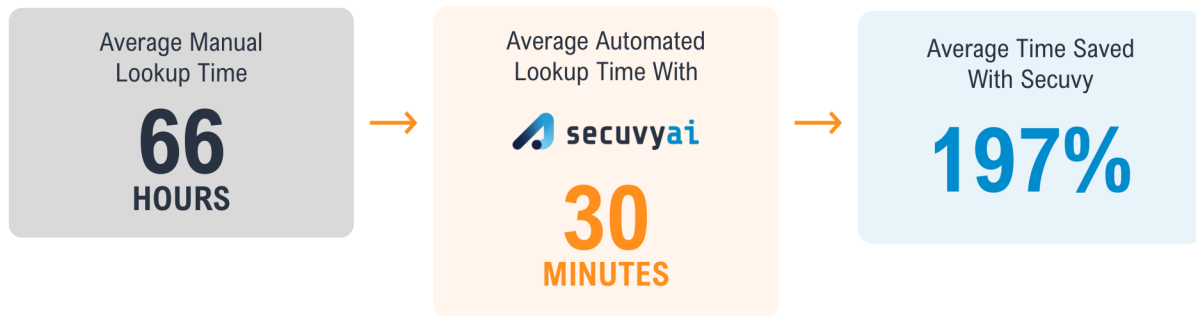 Average Manual
Lookup Time
66
HOURS
Average Automated
Lookup Time With
secuvyai
30
MINUTES
Average Time Saved
With Secuvy
197%